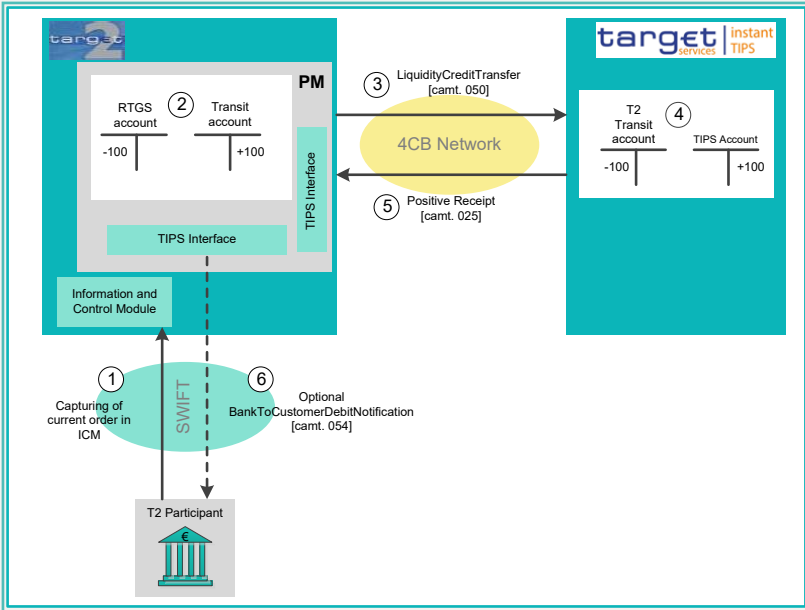 target
2
target
services
instant
TIPS
PM
RTGS
account
2
Transit
account
-100
+100
TIPS Interface
TIPS Interface
Information and
Control Module
3
LiquidityCreditTransfer
[camt. 050]
4CB Network
5
Positive Receipt
[camt. 025]
T2
Transit
account
4
TIPS Account
-100
+100
1
Capturing of
current order in
ICM
SWIFT
6
Optional
BankToCustomerDebitNotification
[camt. 054]
T2 Participant
€